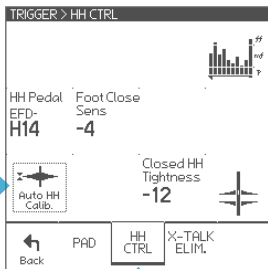 TRIGGER > HH CTRL
ff
mf
P
HH Pedal
EFD-
H14
Foot Close
Sens
-4
Auto HH
Calib.
Closed HH
Tightness
-12
Back
PAD
HH
CTRL
X-TALK
ELIM.